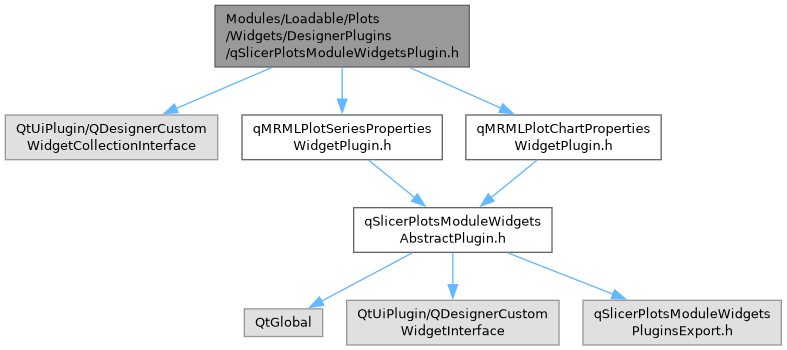 Modules/Loadable/Plots
/Widgets/DesignerPlugins
/qSlicerPlotsModuleWidgetsPlugin.h
QtUiPlugin/QDesignerCustom
WidgetCollectionInterface
qMRMLPlotSeriesProperties
WidgetPlugin.h
qMRMLPlotChartProperties
WidgetPlugin.h
qSlicerPlotsModuleWidgets
AbstractPlugin.h
QtGlobal
QtUiPlugin/QDesignerCustom
WidgetInterface
qSlicerPlotsModuleWidgets
PluginsExport.h